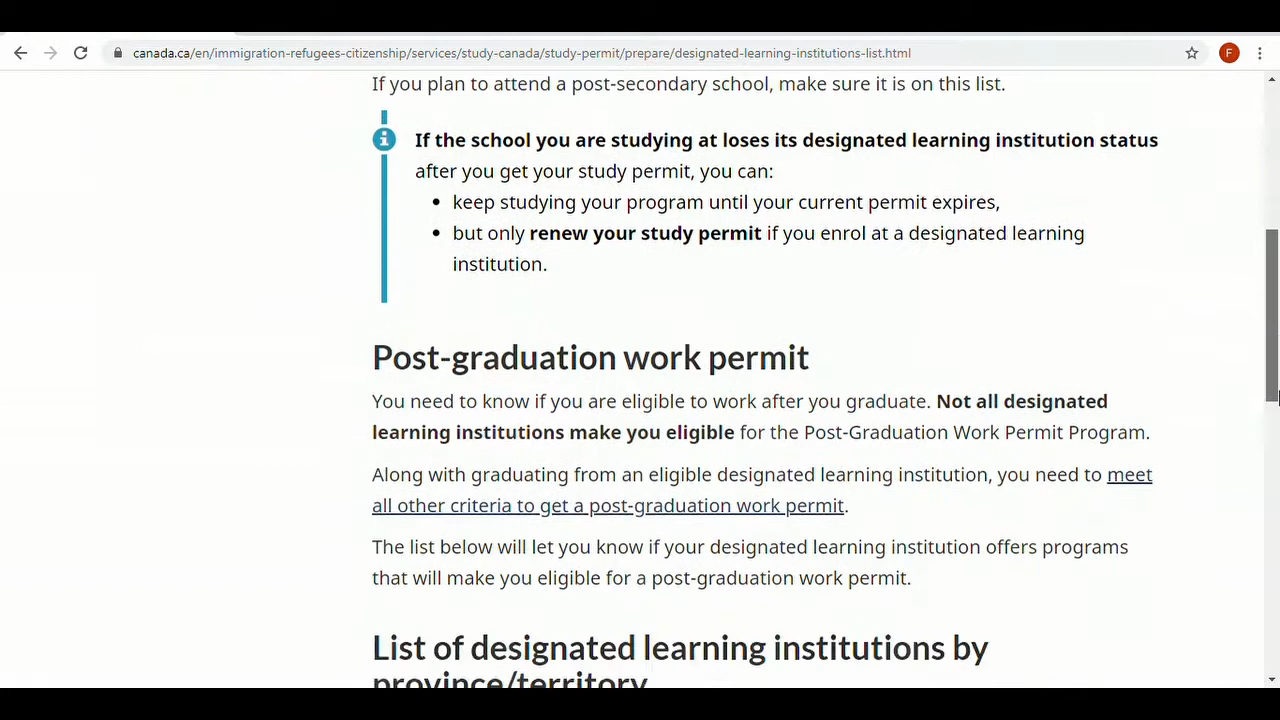 canada.ca/en/immigration-refugees-citizenship/services/study-canada/study-permit/prepare/designated-learning-institutions-list.html
F
If you plan to attend a post-secondary school, make sure it is on this list.
If the school you are studying at loses its designated learning institution status
after you get your study permit, you can:
• keep studying your program until your current permit expires,
• but only renew your study permit if you enrol at a designated learning
institution.
Post-graduation work permit
You need to know if you are eligible to work after you graduate. Not all designated
learning institutions make you eligible for the Post-Graduation Work Permit Program.
Along with graduating from an eligible designated learning institution, you need to meet
all other criteria to get a post-graduation work permit.
The list below will let you know if your designated learning institution offers programs
that will make you eligible for a post-graduation work permit.
List of designated learning institutions by
province/territory